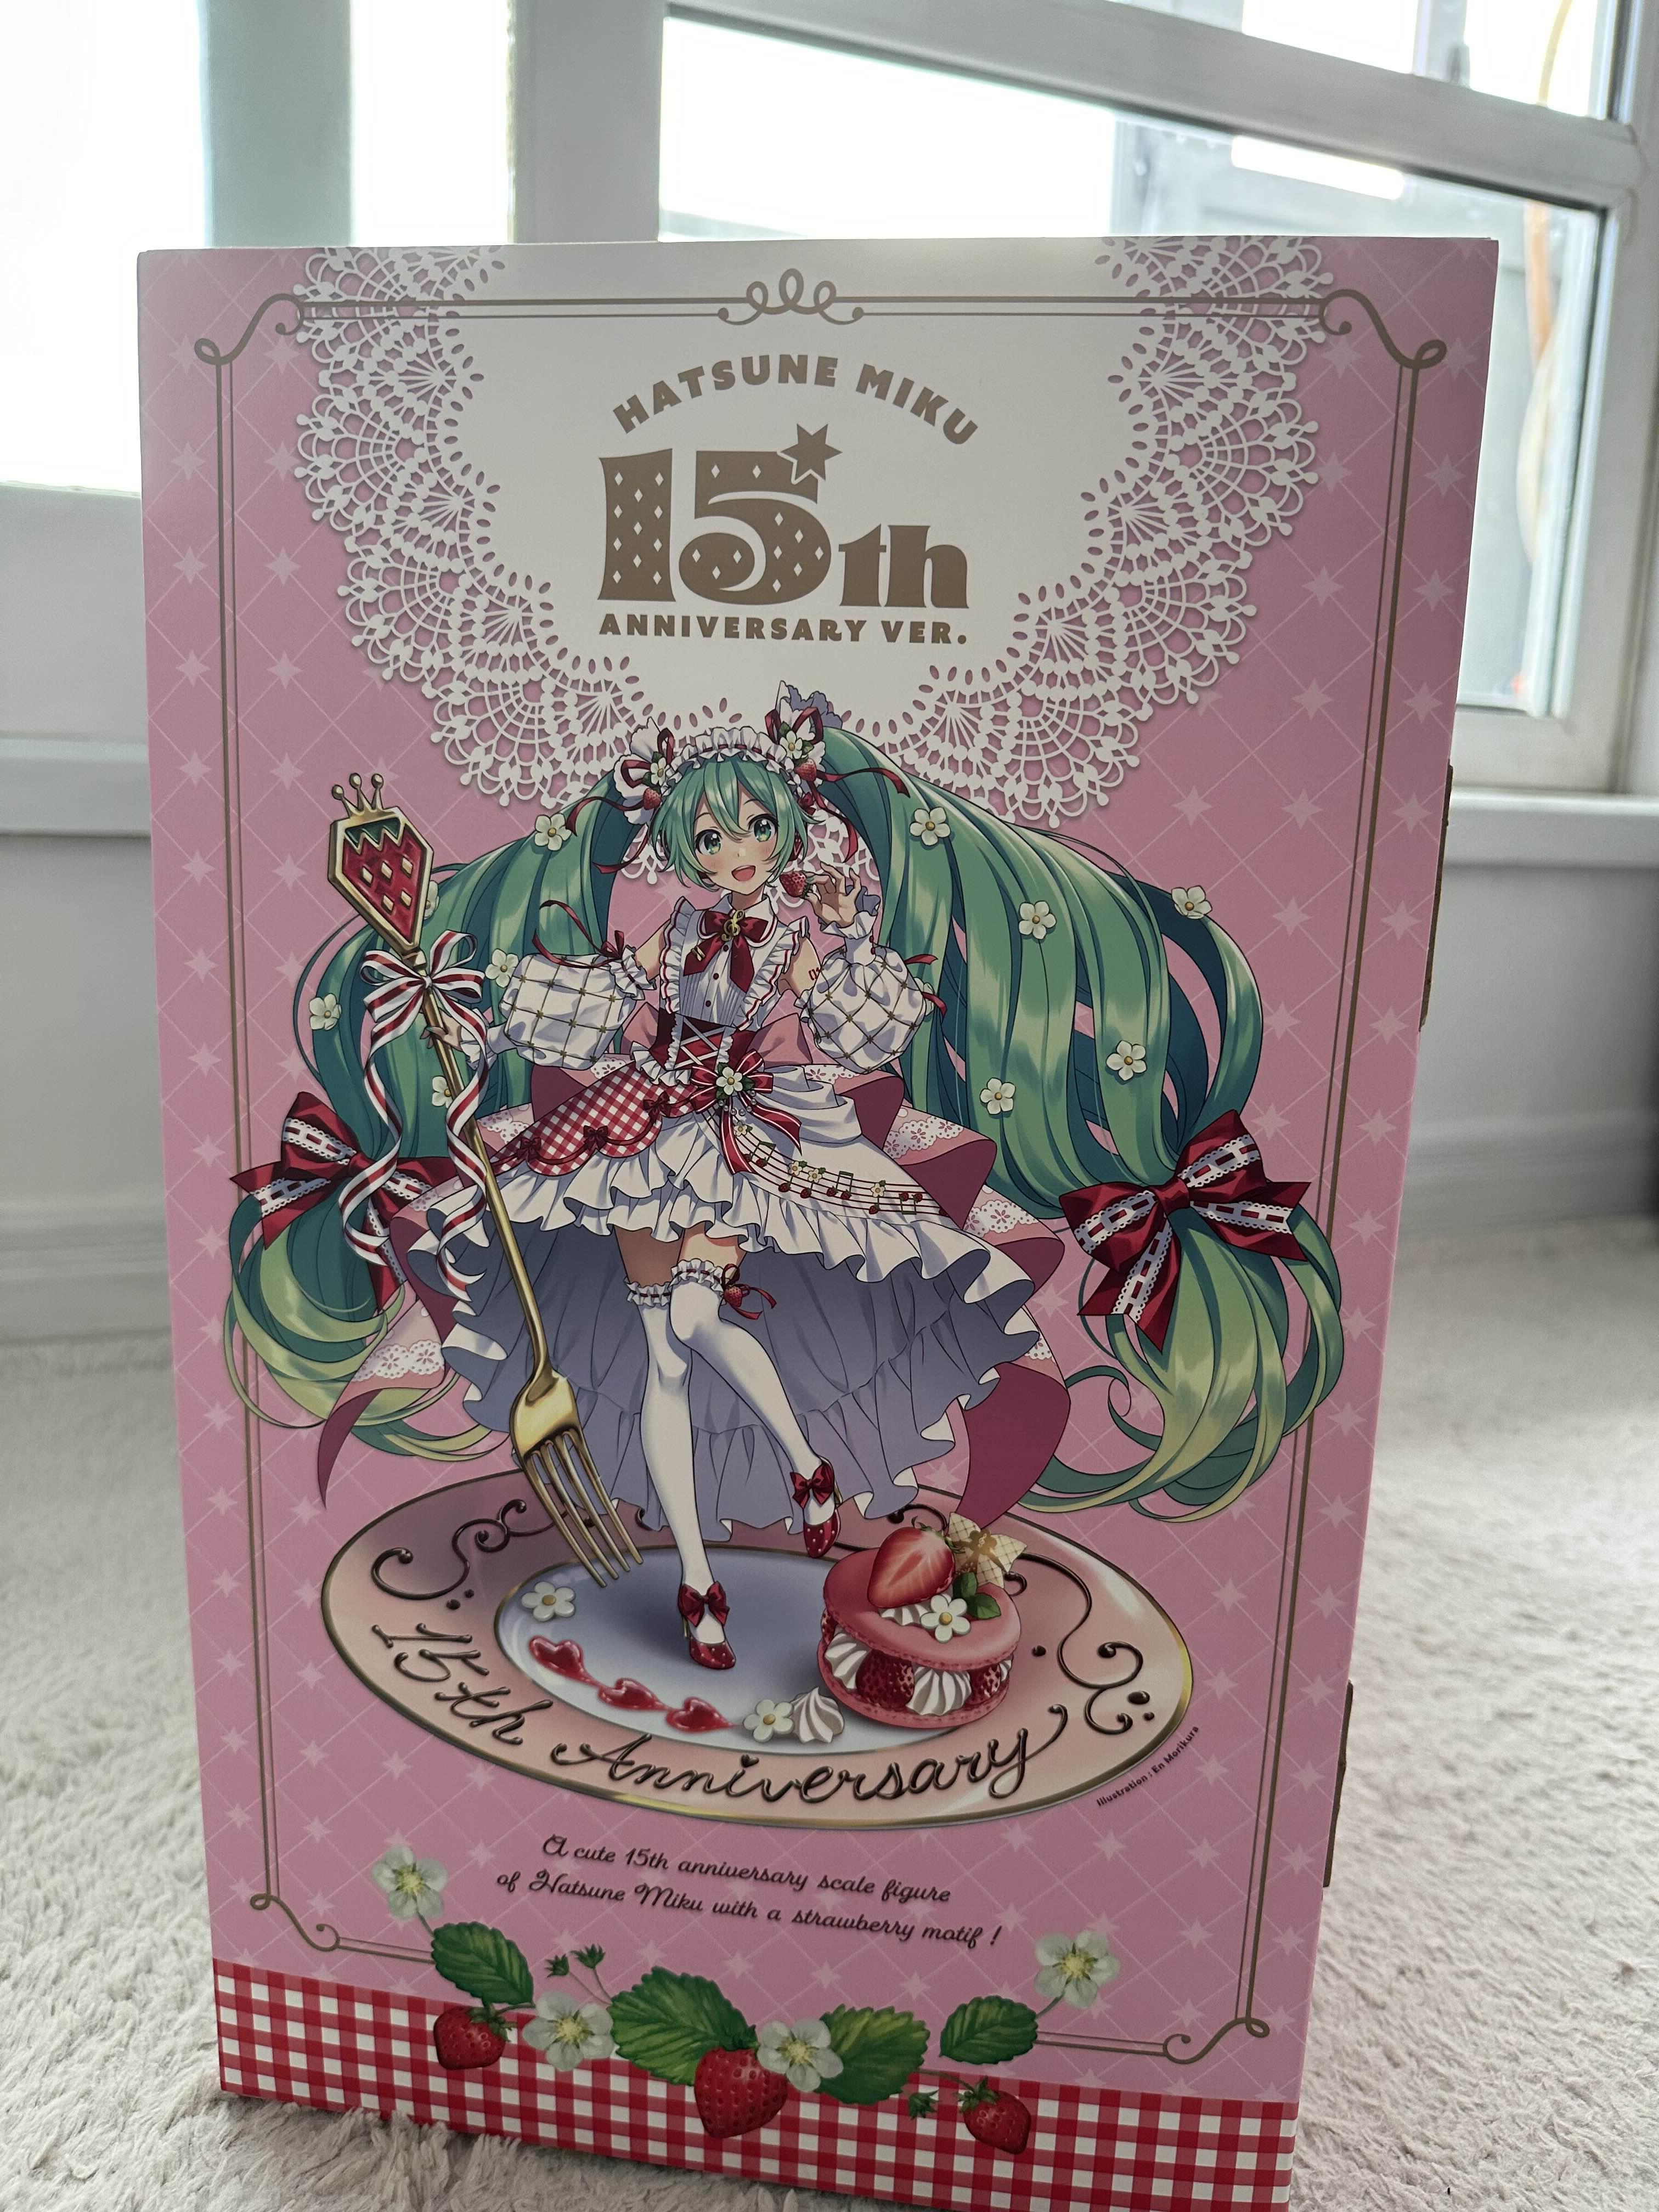 HATSUNE MIKU
15th
ANNIVERSARY VER.
15th Anniversary
Illustration : En Morikura
A cute 15th anniversary scale figure
of Hatsune Miku with a strawberry motif !